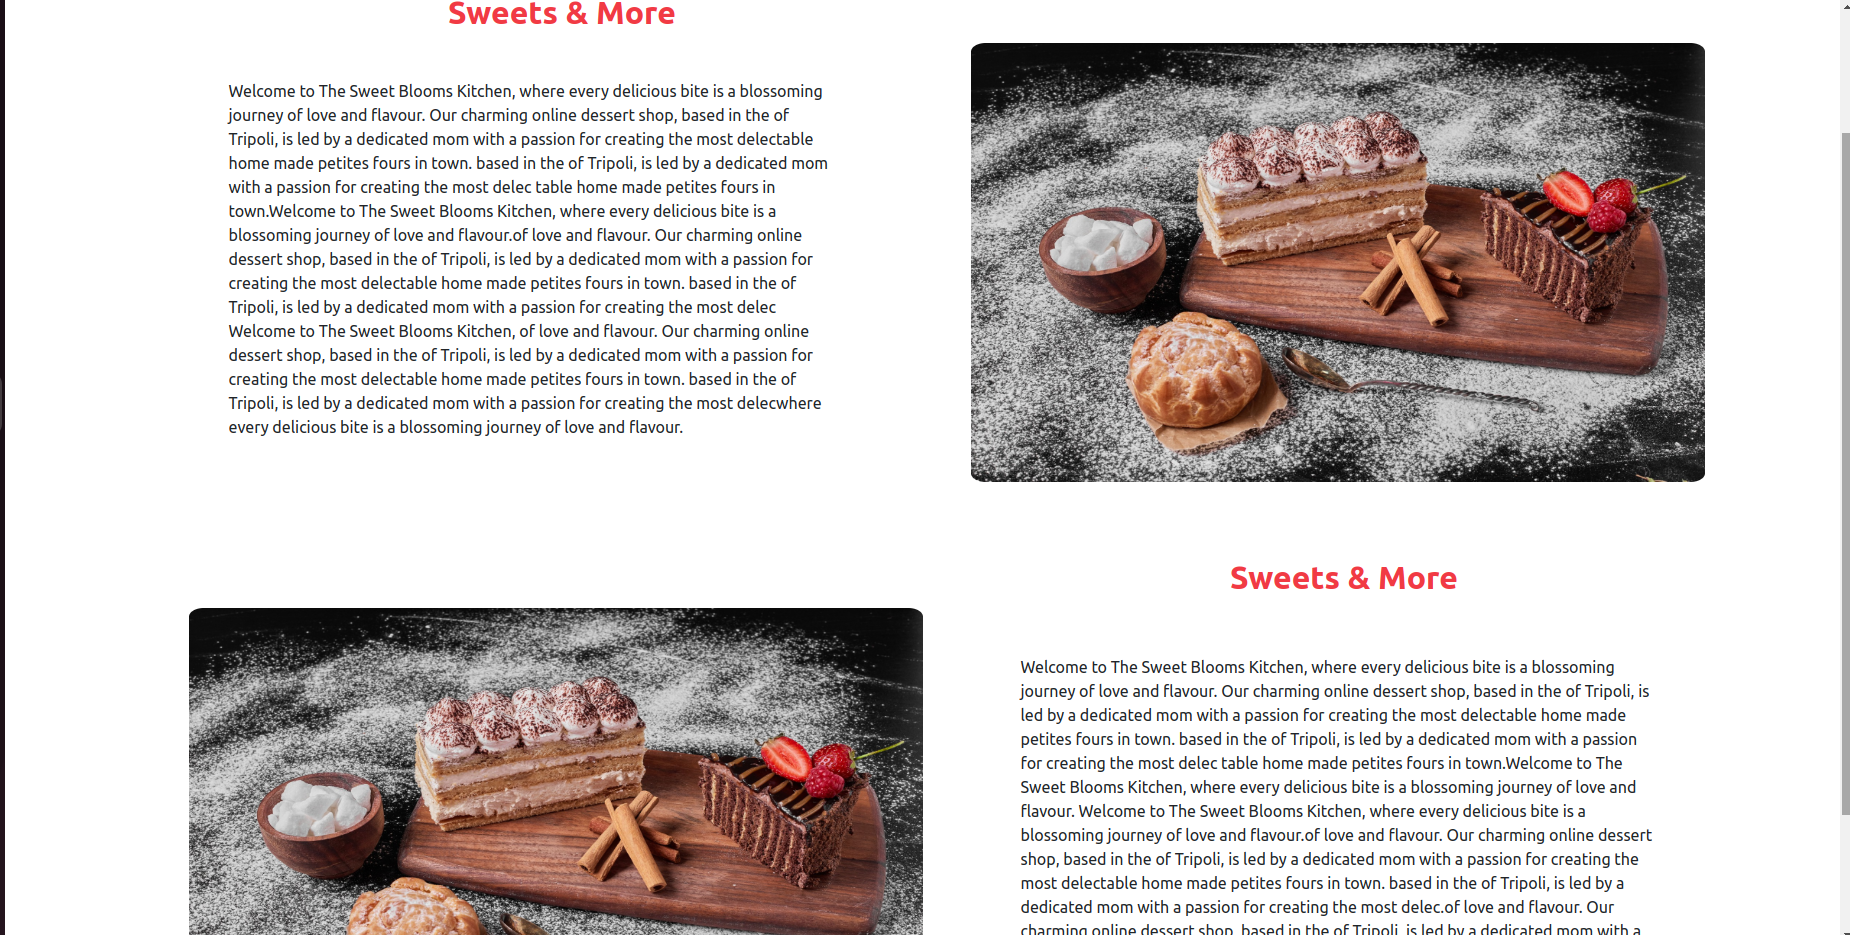 Sweets & More
Welcome to The Sweet Blooms Kitchen, where every delicious bite is a blossoming
journey of love and flavour. Our charming online dessert shop, based in the of
Tripoli, is led by a dedicated mom with a passion for creating the most delectable
home made petites fours in town. based in the of Tripoli, is led by a dedicated mom
with a passion for creating the most delec table home made petites fours in
town.Welcome to The Sweet Blooms Kitchen, where every delicious bite is a
blossoming journey of love and flavour.of love and flavour. Our charming online
dessert shop, based in the of Tripoli, is led by a dedicated mom with a passion for
creating the most delectable home made petites fours in town. based in the of
Tripoli, is led by a dedicated mom with a passion for creating the most delec
Welcome to The Sweet Blooms Kitchen, of love and flavour. Our charming online
dessert shop, based in the of Tripoli, is led by a dedicated mom with a passion for
creating the most delectable home made petites fours in town. based in the of
Tripoli, is led by a dedicated mom with a passion for creating the most delecwhere
every delicious bite is a blossoming journey of love and flavour.
Sweets & More
Welcome to The Sweet Blooms Kitchen, where every delicious bite is a blossoming
journey of love and flavour. Our charming online dessert shop, based in the of Tripoli, is
led by a dedicated mom with a passion for creating the most delectable home made
petites fours in town. based in the of Tripoli, is led by a dedicated mom with a passion
for creating the most delec table home made petites fours in town.Welcome to The
Sweet Blooms Kitchen, where every delicious bite is a blossoming journey of love and
flavour. Welcome to The Sweet Blooms Kitchen, where every delicious bite is a
blossoming journey of love and flavour.of love and flavour. Our charming online dessert
shop, based in the of Tripoli, is led by a dedicated mom with a passion for creating the
most delectable home made petites fours in town. based in the of Tripoli, is led by a
dedicated mom with a passion for creating the most delec.of love and flavour. Our
charming online dessert shop, based in the of Tripoli, is led by a dedicated mom with a